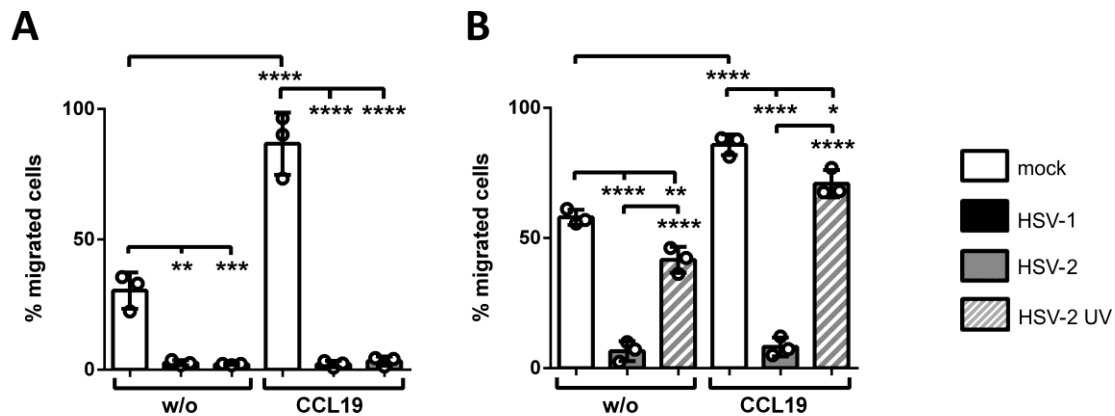 A
% migrated cells
100
50
0
****
**** ****
** ***
w/o CCL19
B
% migrated cells
100
50
0
****
**** *
****
**** **
****
w/o CCL19
mock
HSV-1
HSV-2
HSV-2 UV